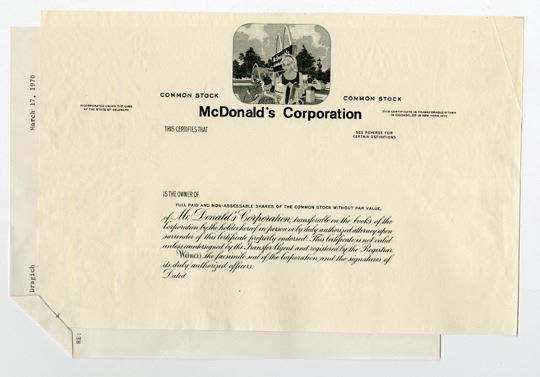 McDonald's
COMMON STOCK
COMMON STOCK
INCORPORATED UNDER THE LAWS
OF THE STATE OF DELAWARE
THIS CERTIFICATE IS TRANSFERABLE EITHER
IN CHICAGO, OR IN NEW YORK CITY
McDonald's Corporation
THIS CERTIFIES THAT
SEE REVERSE FOR
CERTAIN DEFINITIONS
IS THE OWNER OF
FULL PAID AND NON-ASSESSABLE SHARES OF THE COMMON STOCK WITHOUT PAR VALUE,
of McDonald's Corporation, transferable on the books of the
Corporation by the holder hereof in person or by duly authorized attorney upon
surrender of this certificate properly endorsed. This certificate is not valid
unless countersigned by the Transfer Agent and registered by the Registrar.
Witness the facsimile seal of the Corporation and the signatures of
its duly authorized officers.
Dated
March 17, 1970
Dragich
RE: